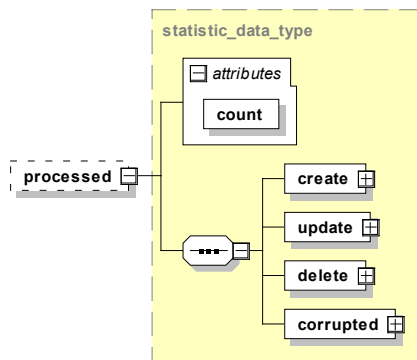 statistic_data_type
attributes
count
processed
create
update
delete
corrupted